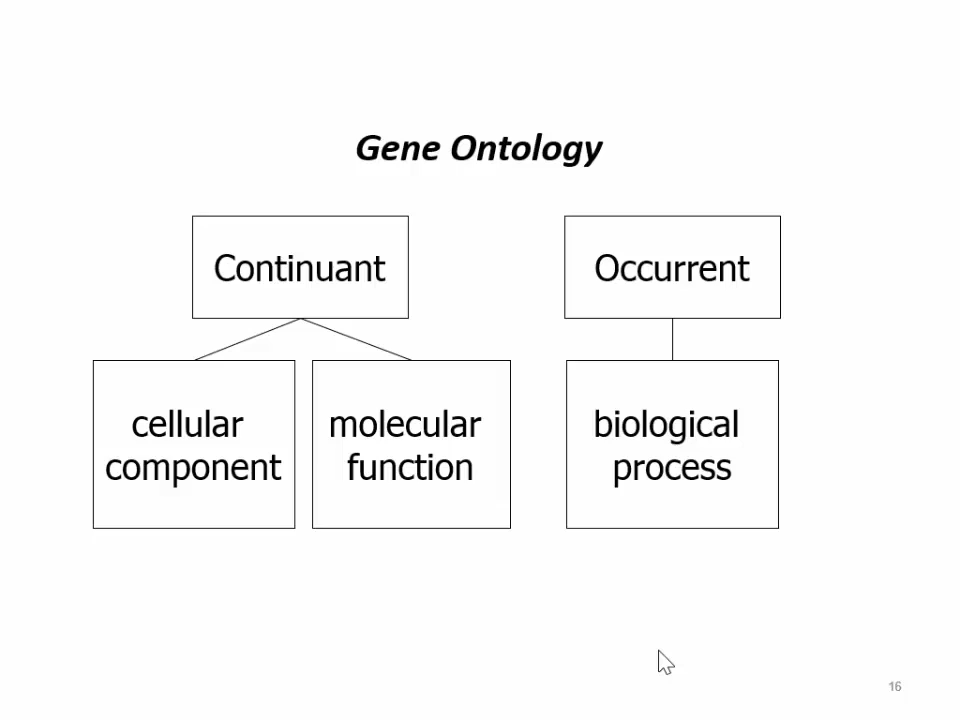 Gene Ontology
Continuant
Occurrent
cellular
component
molecular
function
biological
process
16